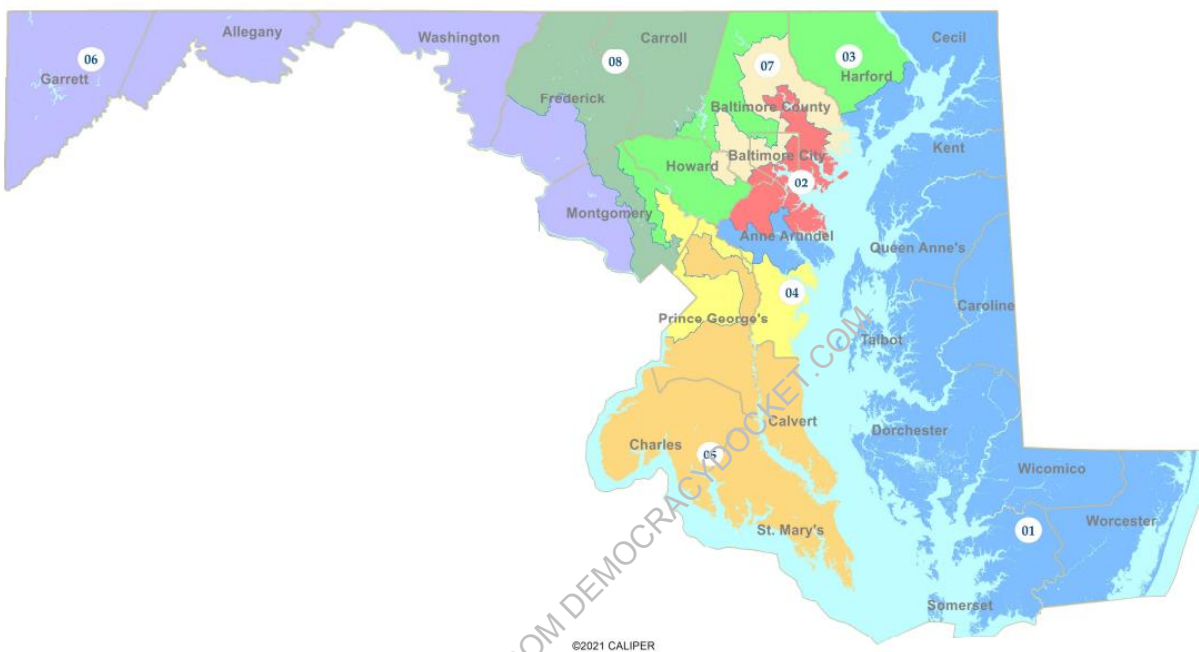 Cecil
Allegany
Washington
Carroll
03
06
08
07
Harford
Garrett
Frederick
Baltimore County
Kent
Baltimore City
Howard
02
Montgomery
Anne Arundel
Queen Anne's
04
Caroline
Prince George's
Talbot
Calvert
Dorchester
Charles
05
Wicomico
Worcester
St. Mary's
01
Somerset
OM DEMOCRACYDOCKET.COM
©2021 CALIPER